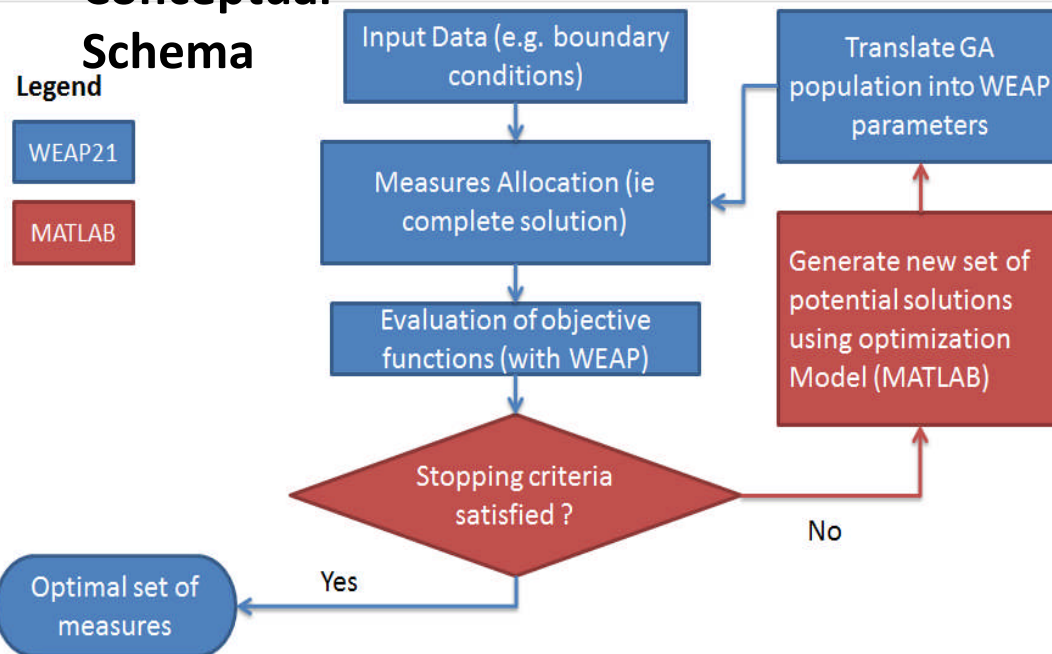 Conceptual
Schema
Legend
WEAP21
MATLAB
Input Data (e.g. boundary
conditions)
Measures Allocation (ie
complete solution)
Evaluation of objective
functions (with WEAP)
Stopping criteria
satisfied ?
Yes
Optimal set of
measures
No
Generate new set of
potential solutions
using optimization
Model (MATLAB)
Translate GA
population into WEAP
parameters